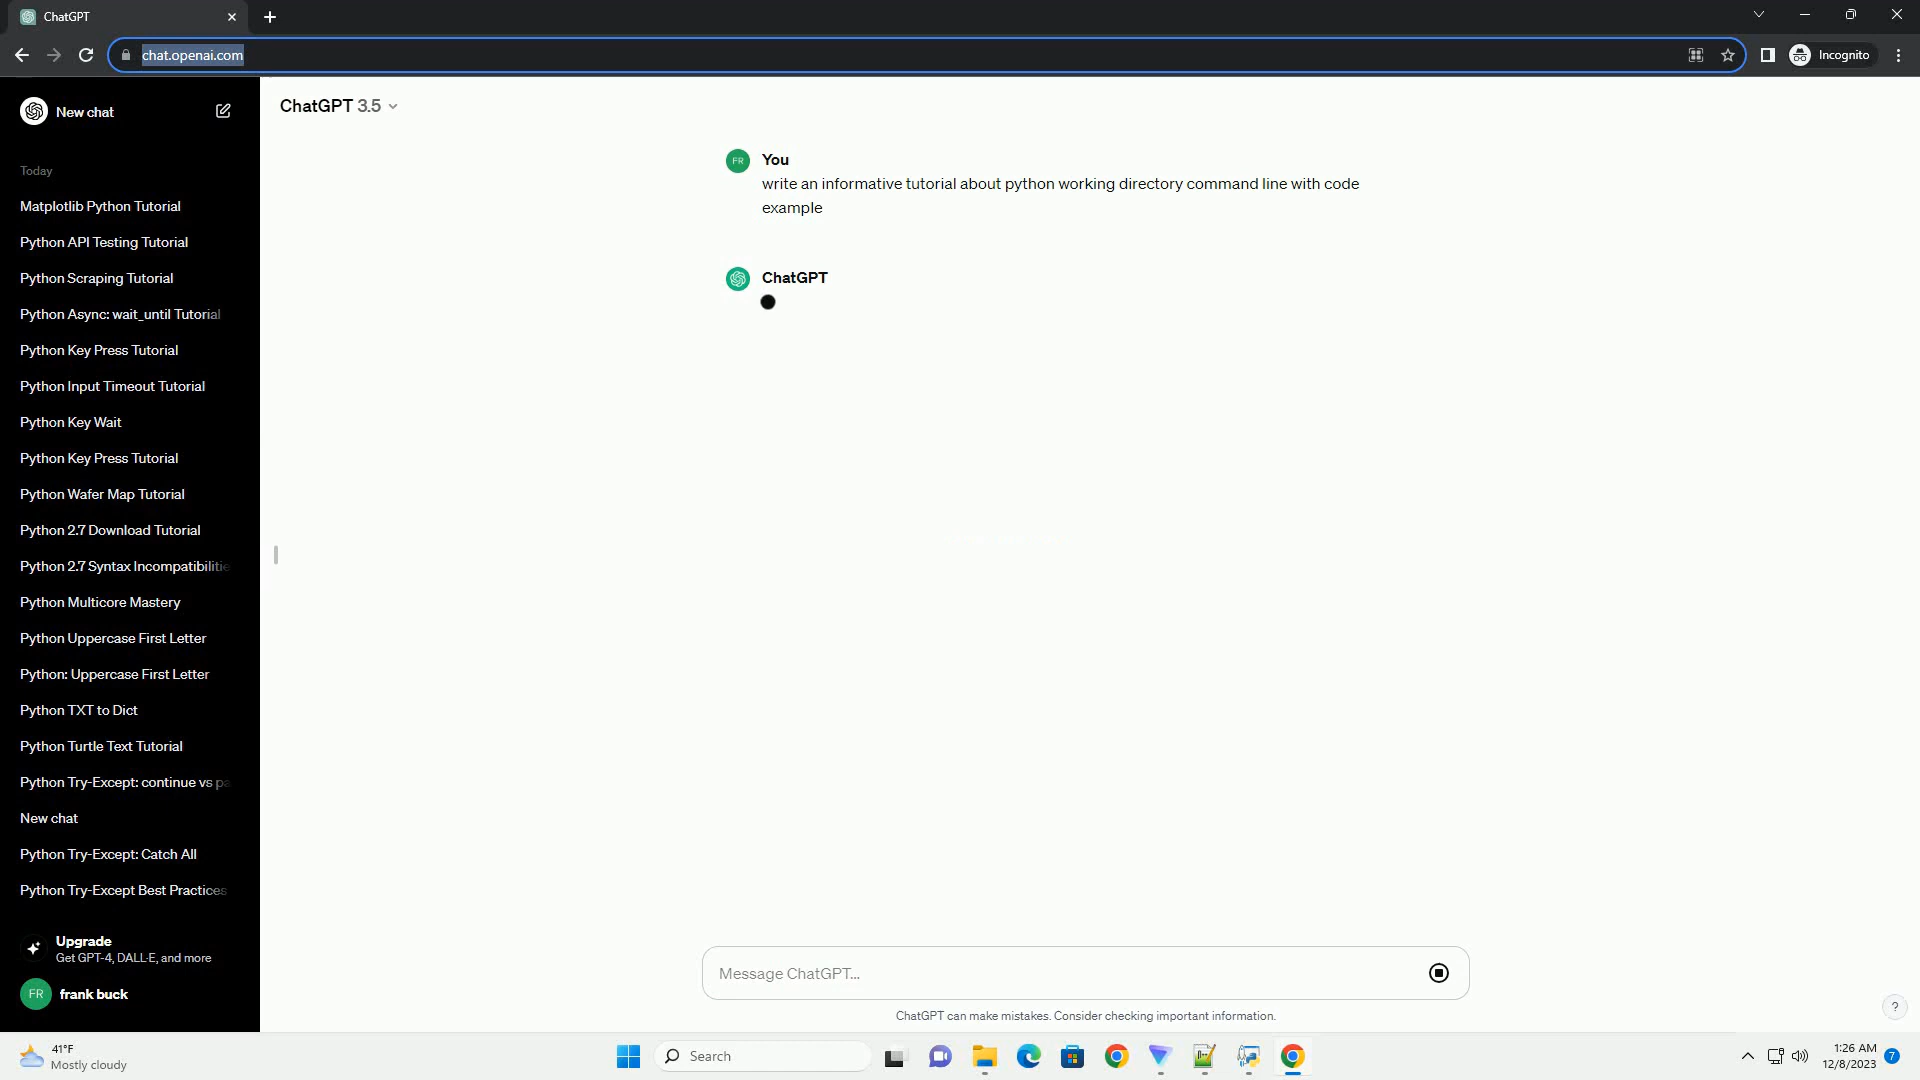 ChatGPT
chat.openai.com
Incognito
New chat
Today
Matplotlib Python Tutorial
Python API Testing Tutorial
Python Scraping Tutorial
Python Async: wait_until Tutorial
Python Key Press Tutorial
Python Input Timeout Tutorial
Python Key Wait
Python Key Press Tutorial
Python Wafer Map Tutorial
Python 2.7 Download Tutorial
Python 2.7 Syntax Incompatibilitie
Python Multicore Mastery
Python Uppercase First Letter
Python: Uppercase First Letter
Python TXT to Dict
Python Turtle Text Tutorial
Python Try-Except: continue vs pa
New chat
Python Try-Except: Catch All
Python Try-Except Best Practices
Upgrade
Get GPT-4, DALL·E, and more
FR
frank buck
ChatGPT 3.5
FR
You
write an informative tutorial about python working directory command line with code
example
ChatGPT
Message ChatGPT...
ChatGPT can make mistakes. Consider checking important information.
?
41°F
Mostly cloudy
Search
1:26 AM
12/8/2023
7